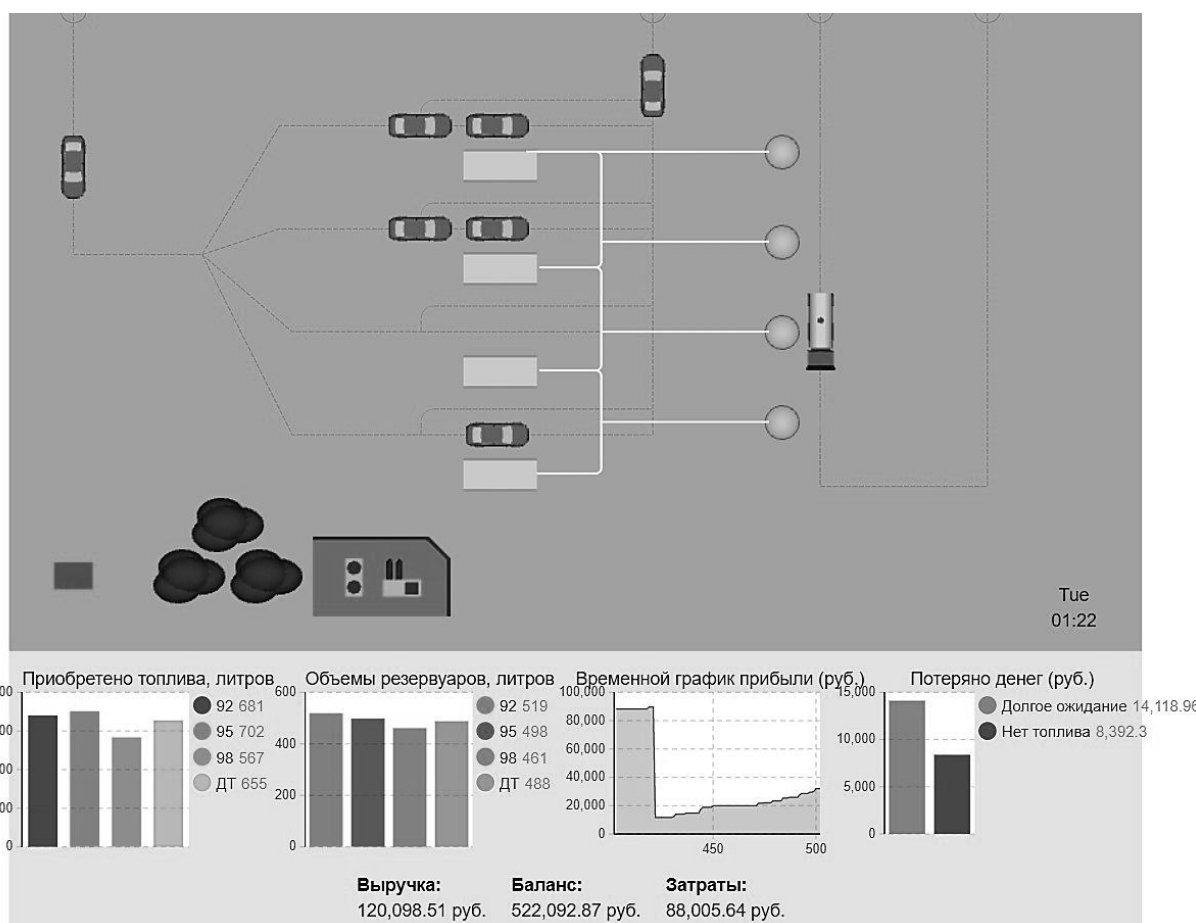 Tue
01:22
Приобретено топлива, литров
92 681
95 702
98 567
ДТ 655
0
Объемы резервуаров, литров
600
400
200
0
92 519
95 498
98 461
ДТ 488
Временной график прибыли (руб.)
100,000
80,000
60,000
40,000
20,000
0
450
500
Потеряно денег (руб.)
15,000
10,000
5,000
0
Долгое ожидание 14,118.96
Нет топлива 8,392.3
Выручка: Баланс: Затраты:
120,098.51 руб. 522,092.87 руб. 88,005.64 руб.